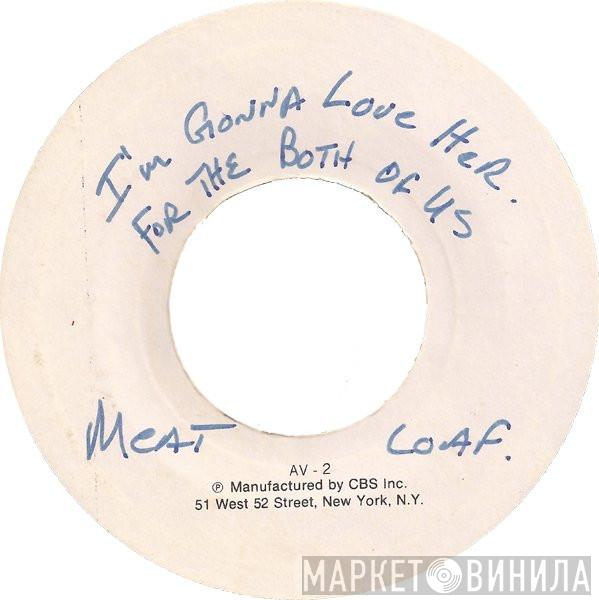 I'm GONNA LOVE HER.
FOR THE BOTH OF US
MEAT LOAF.
AV - 2
℗ Manufactured by CBS Inc.
51 West 52 Street, New York, N.Y.
МАРКЕТ ВИНИЛА